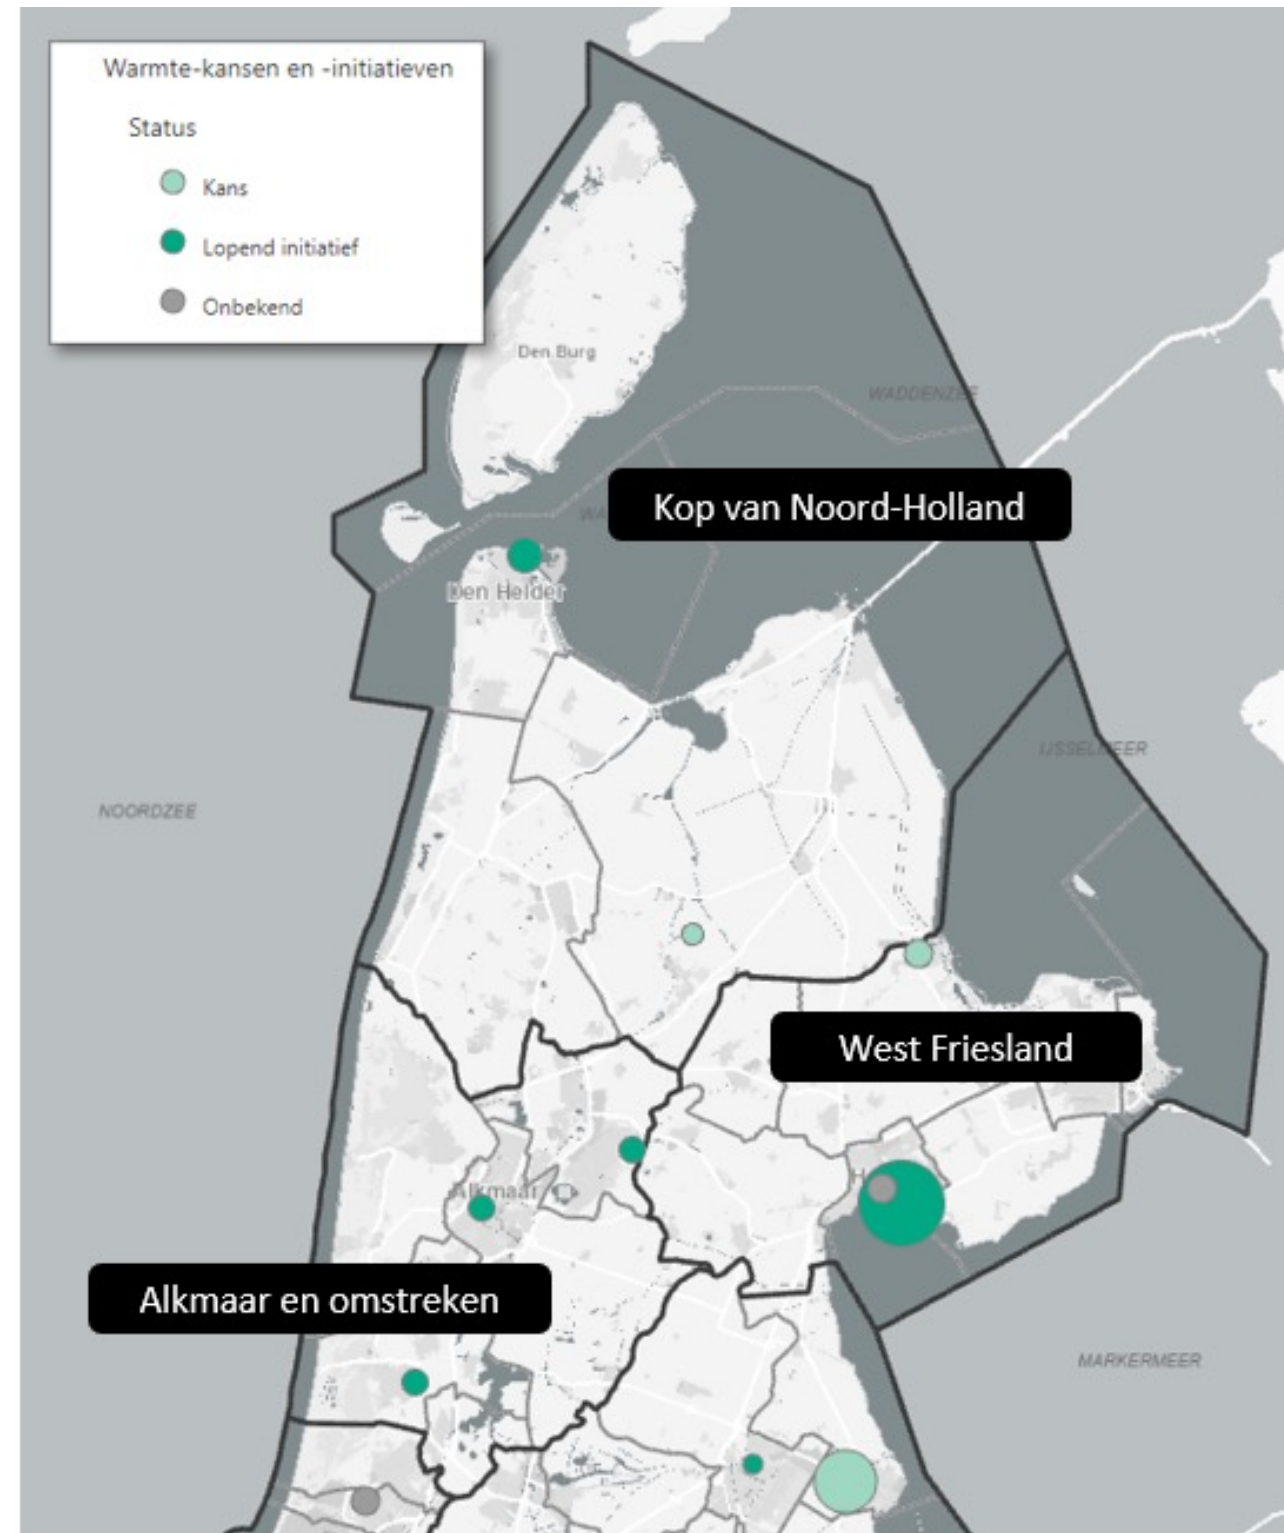 Warmte-kansen en -initiatieven
Status
Kans
Lopend initiatief
Onbekend
Den Burg
WADDENZEE
Kop van Noord-Holland
Den Helder
IJSSELMEER
NOORDZEE
West Friesland
Alkmaar
H
Alkmaar en omstreken
MARKERMEER